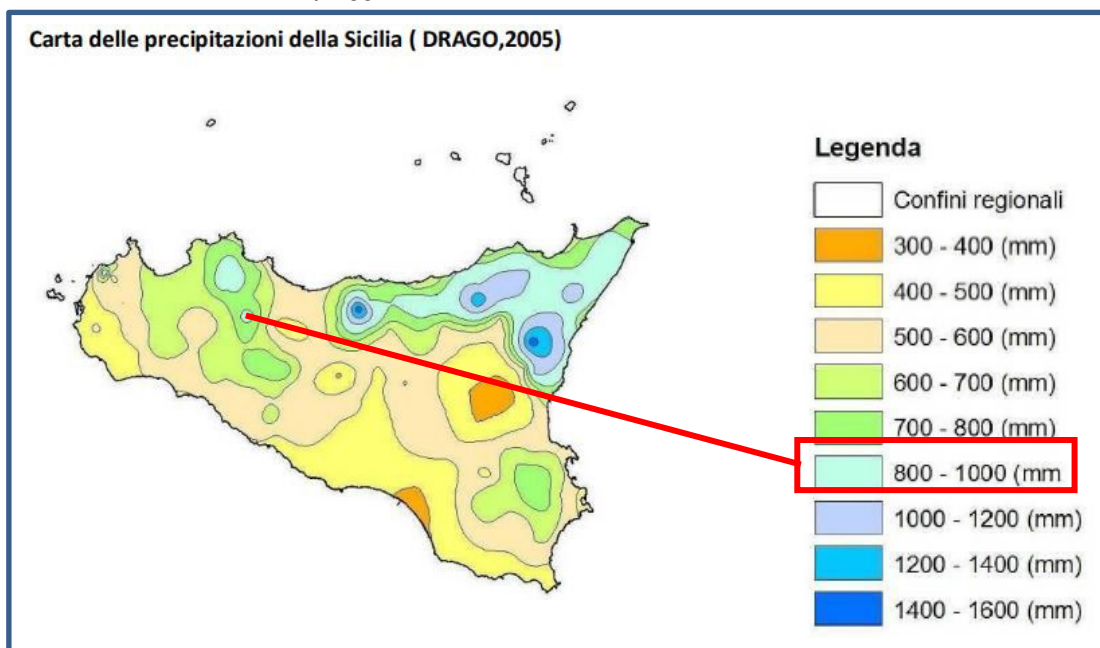 Carta delle precipitazioni della Sicilia ( DRAGO,2005)
Legenda
Confini regionali
300 - 400 (mm)
400 - 500 (mm)
500 - 600 (mm)
600 - 700 (mm)
700 - 800 (mm)
800 - 1000 (mm
1000 - 1200 (mm)
1200 - 1400 (mm)
1400 - 1600 (mm)